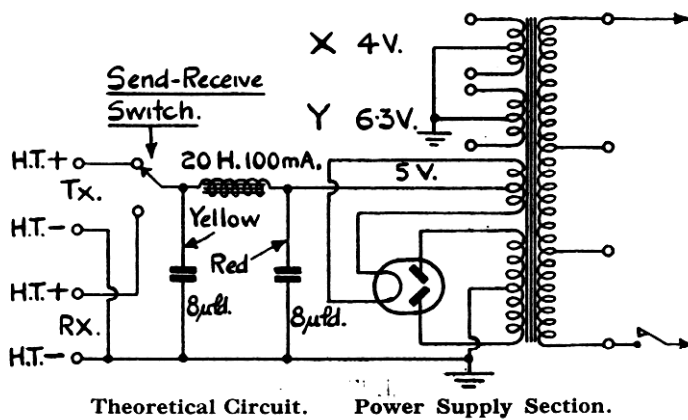 X 4V.
Send-Receive
Switch.
Y 6·3V.
H.T.+
20 H. 100mA.
Tx.
5 V.
Yellow
H.T.-
Red
H.T.+
8µfd.
8µfd.
RX.
H.T.-
Theoretical Circuit. Power Supply Section.